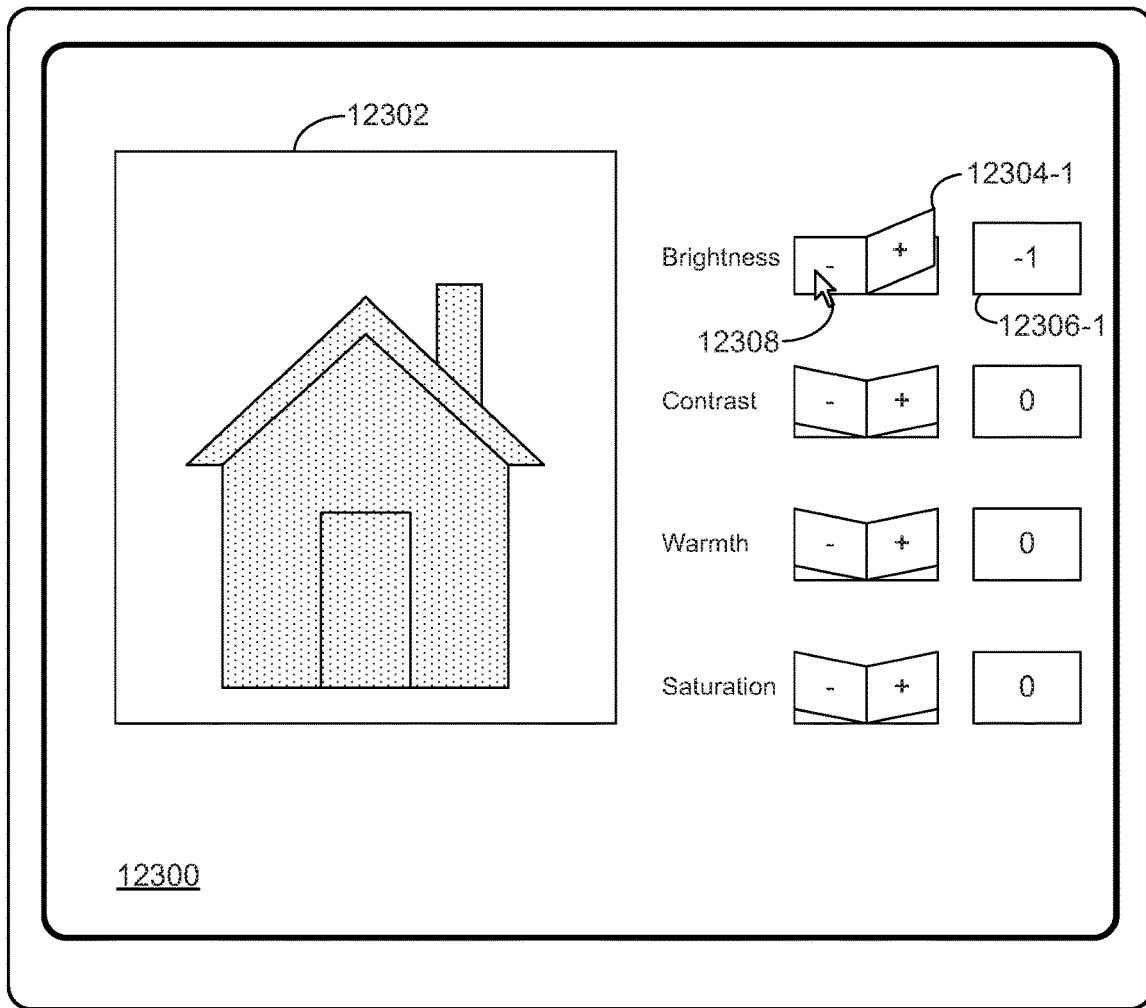 12302
12304-1
Brightness - + -1
12308 12306-1
Contrast - + 0
Warmth - + 0
Saturation - + 0
12300